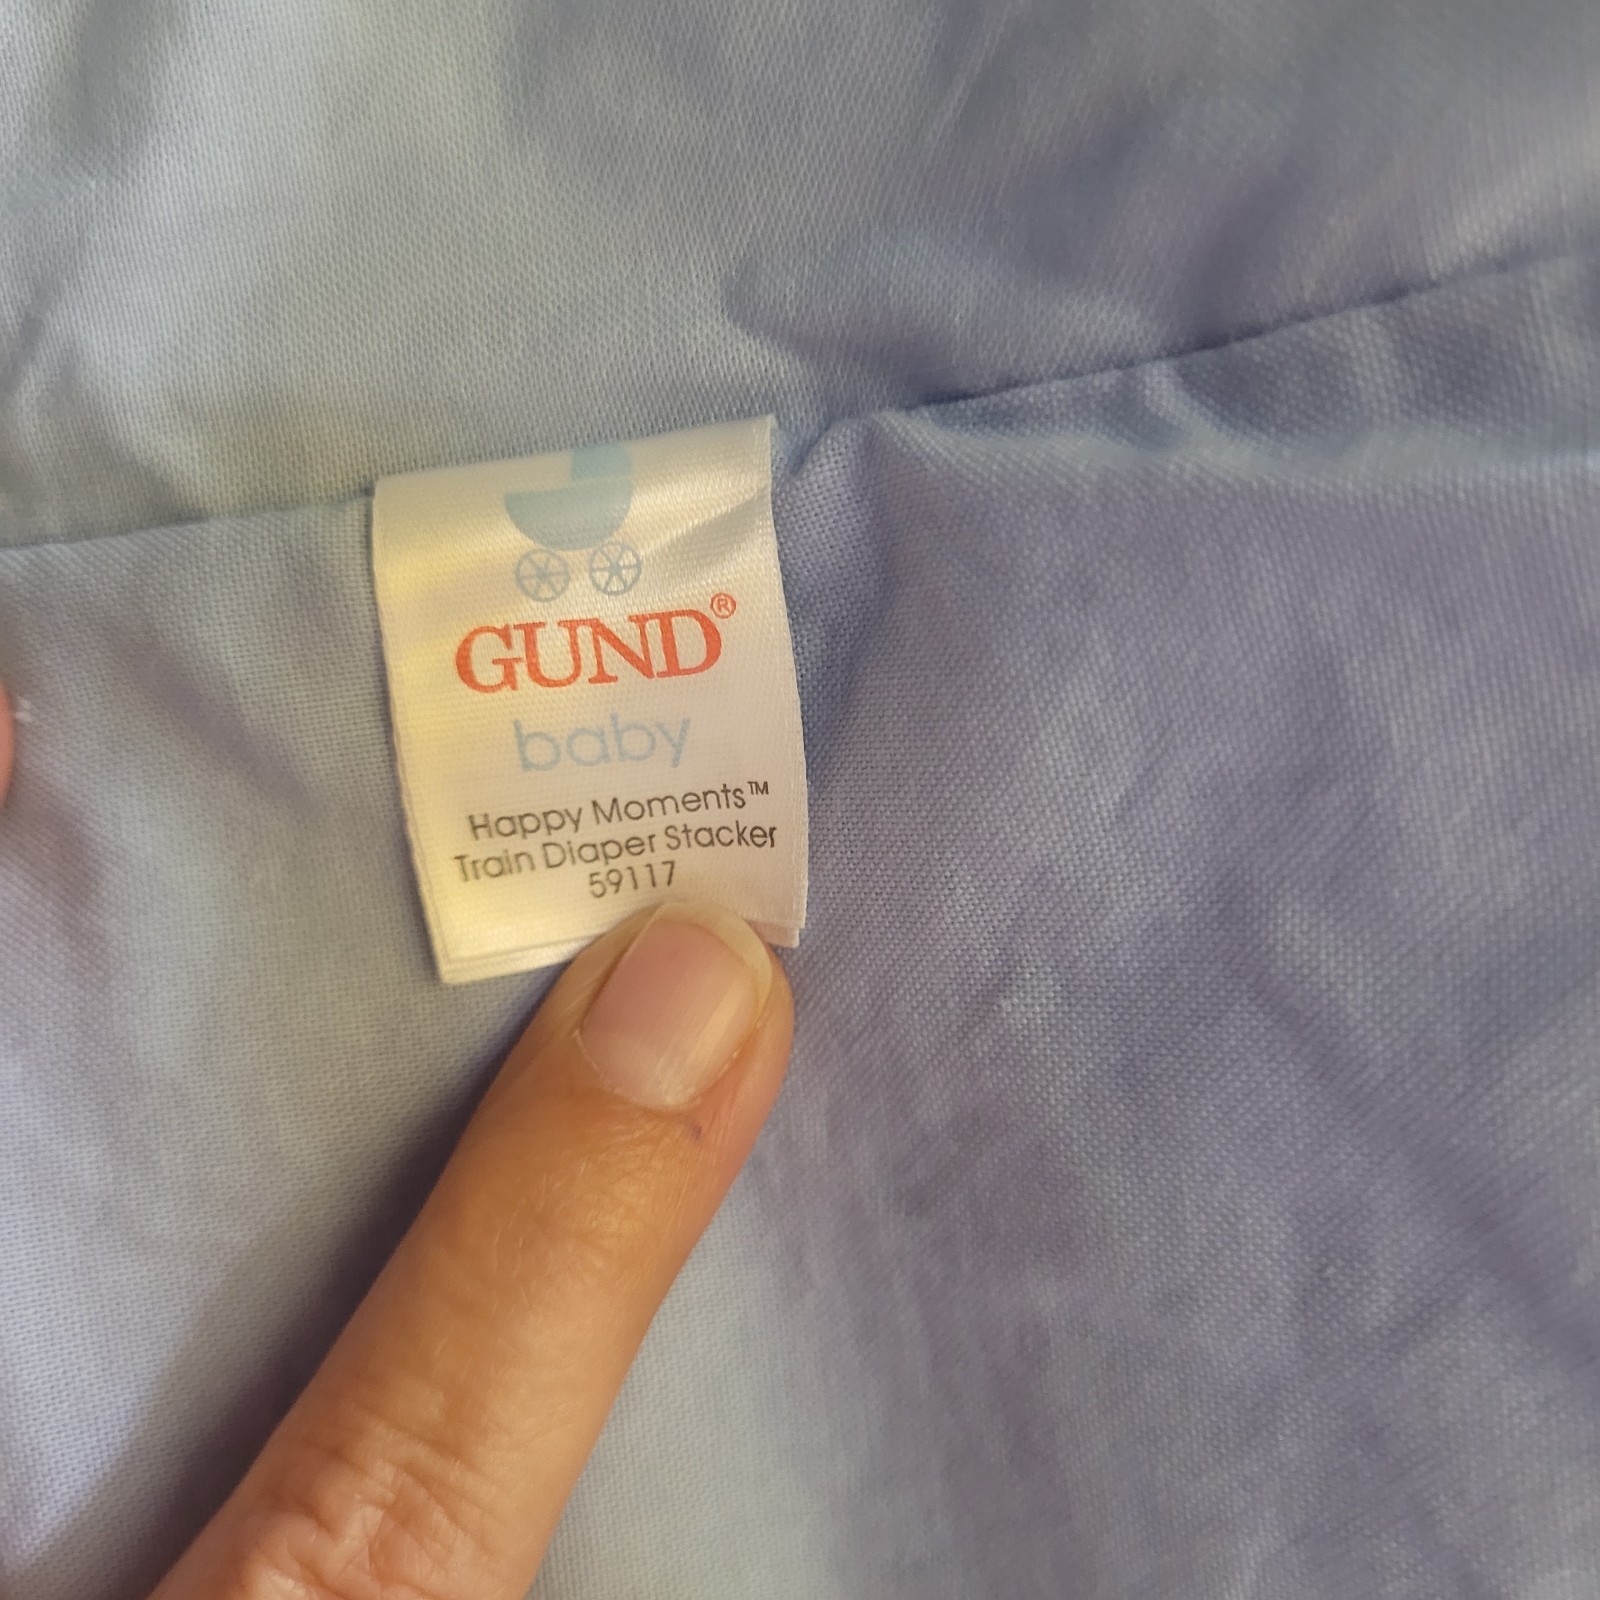 GUND®
baby
Happy Moments™
Train Diaper Stacker
59117